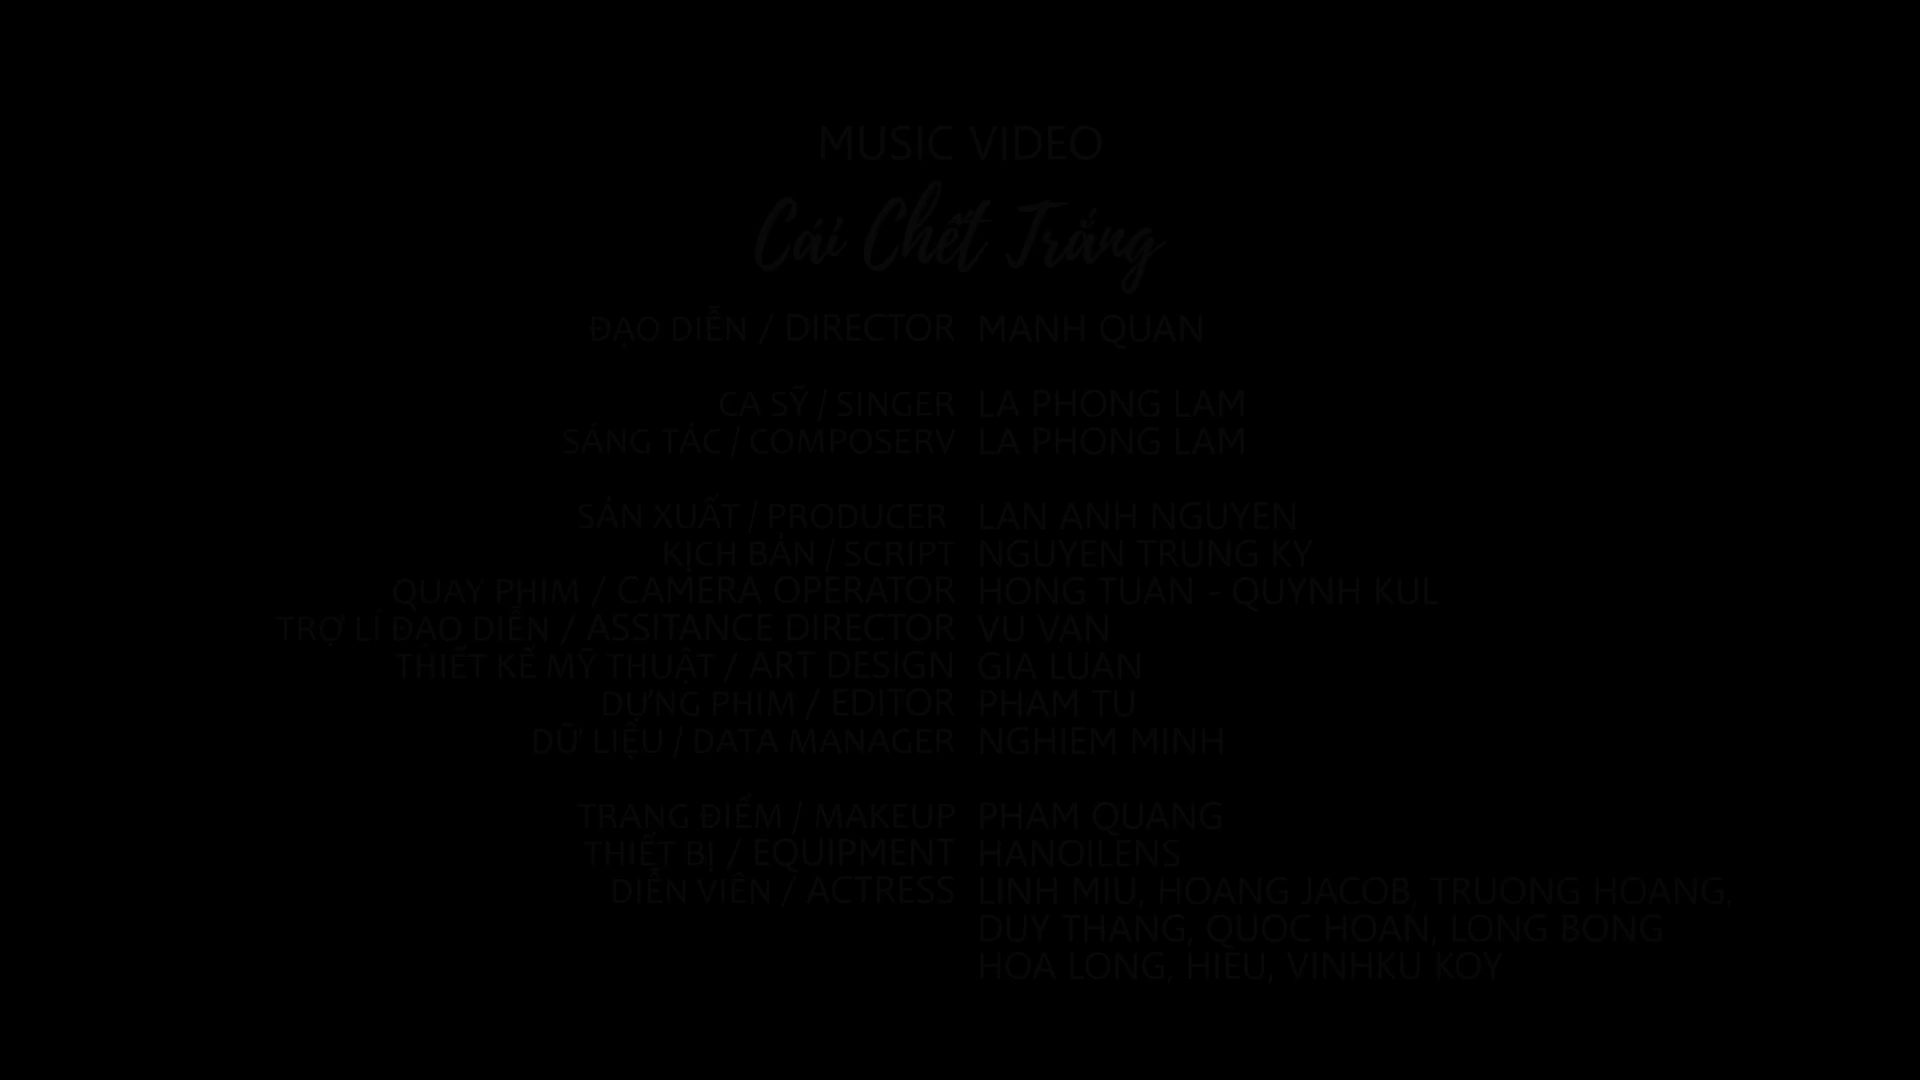 MUSIC VIDEO
Cái Chết Trắng
ĐẠO DIỄN / DIRECTOR MANH QUAN
CA SỸ / SINGER LA PHONG LAM
SÁNG TÁC / COMPOSERV LA PHONG LAM
SẢN XUẤT / PRODUCER LAN ANH NGUYEN
KỊCH BẢN / SCRIPT NGUYEN TRUNG KY
QUAY PHIM / CAMERA OPERATOR HONG TUAN - QUYNH KUL
TRỢ LÍ ĐẠO DIỄN / ASSITANCE DIRECTOR VU VAN
THIẾT KẾ MỸ THUẬT / ART DESIGN GIA LUAN
DỰNG PHIM / EDITOR PHAM TU
DỮ LIỆU / DATA MANAGER NGHIEM MINH
TRANG ĐIỂM / MAKEUP PHAM QUANG
THIẾT BỊ / EQUIPMENT HANOILENS
DIỄN VIÊN / ACTRESS LINH MIU, HOANG JACOB, TRUONG HOANG,
DUY THANG, QUOC HOAN, LONG BONG
HOA LONG, HIEU, VINHKU KOY